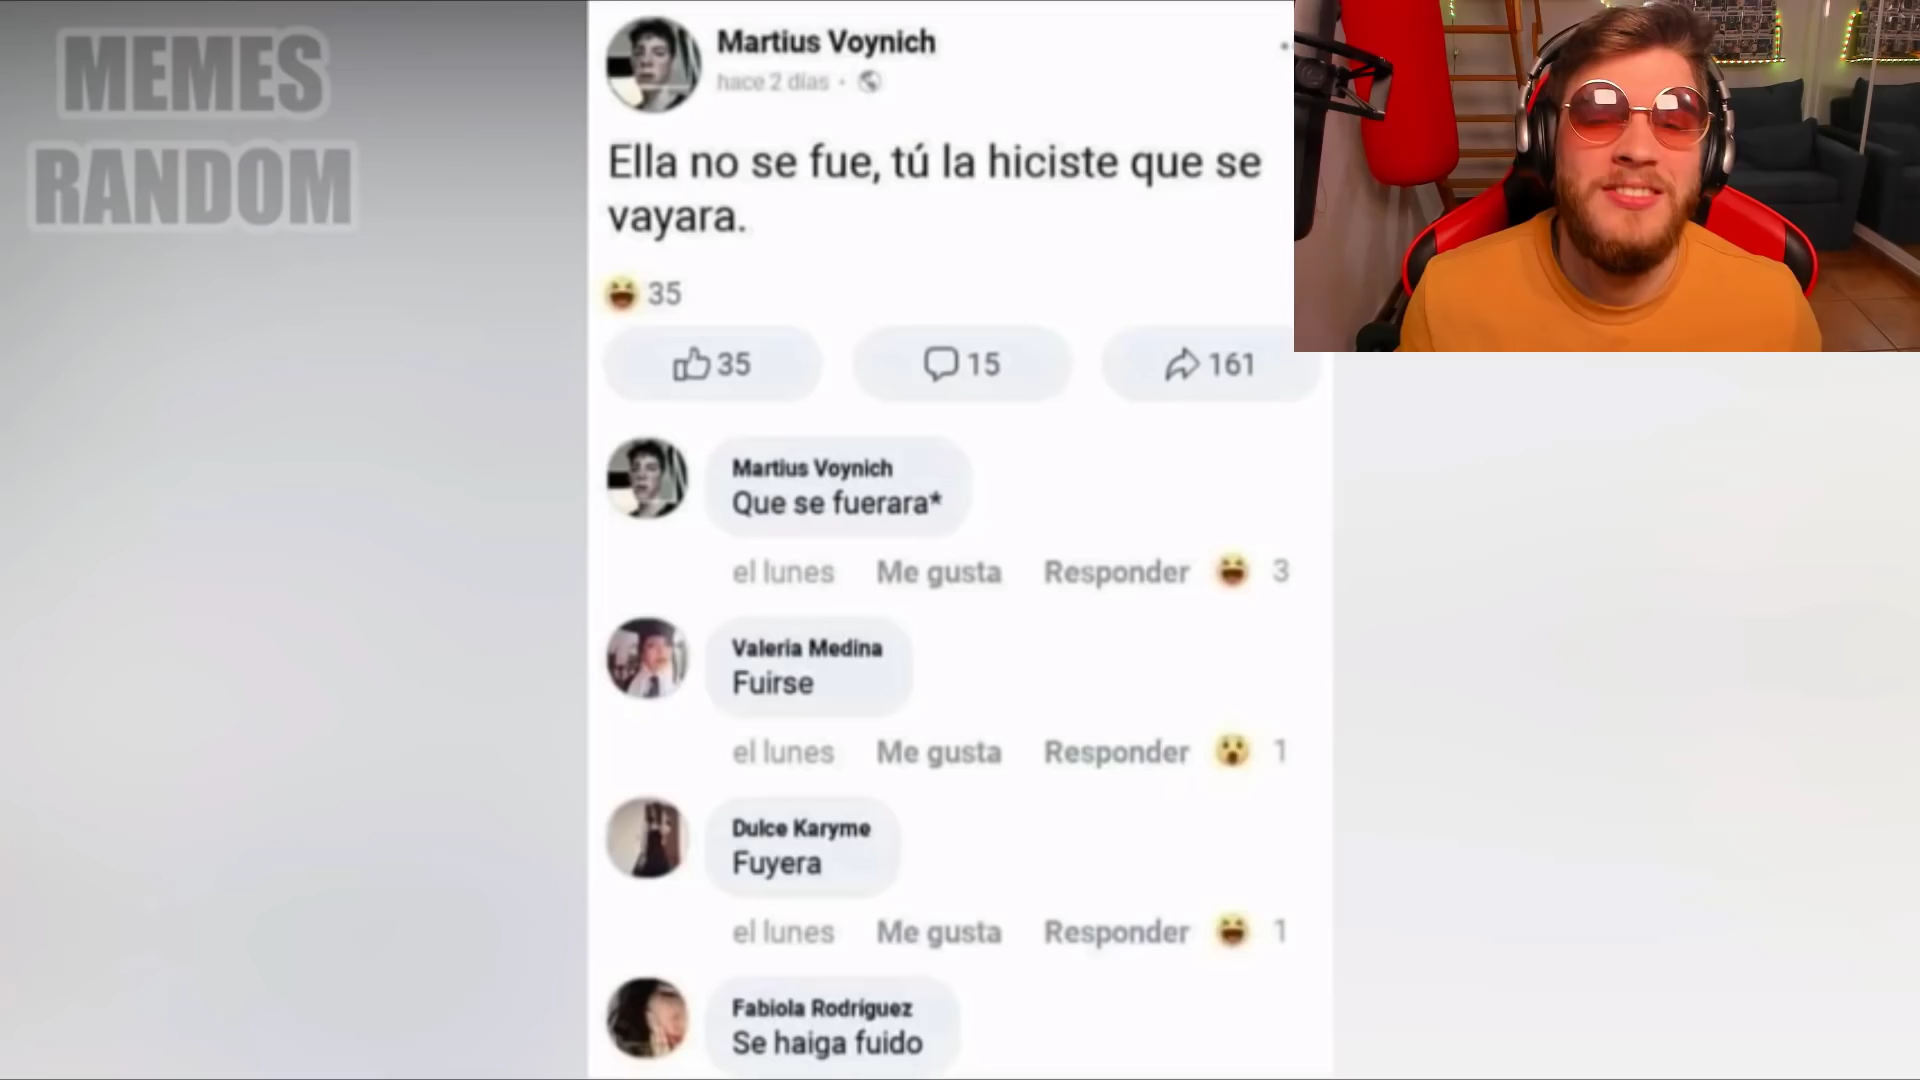 MEMES
RANDOM
Martius Voynich
hace 2 días ·
Ella no se fue, tú la hiciste que se
vayara.
35
35
15
161
Martius Voynich
Que se fuerara*
el lunes Me gusta Responder 3
Valeria Medina
Fuirse
el lunes Me gusta Responder 1
Dulce Karyme
Fuyera
el lunes Me gusta Responder 1
Fabiola Rodríguez
Se haiga fuido